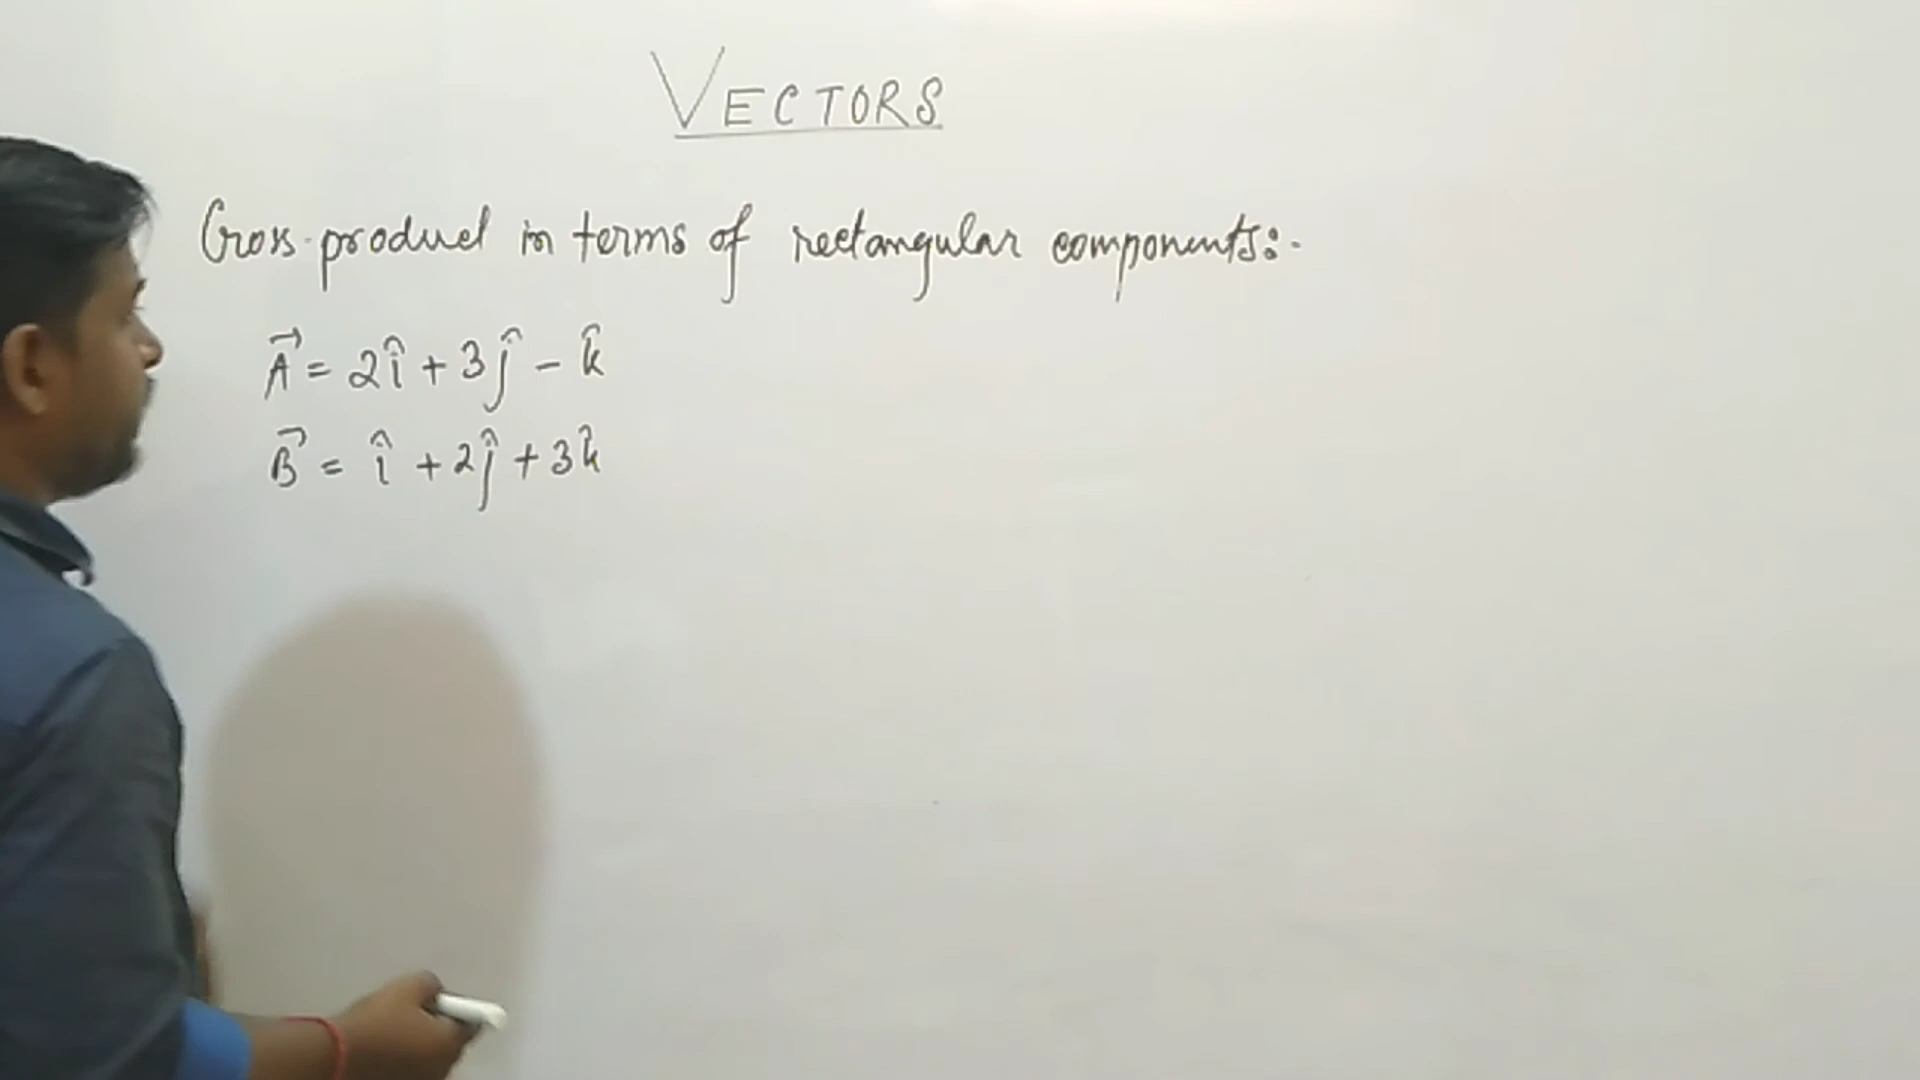 VECTORS
Cross-product in terms of rectangular components:-
A⃗ = 2î + 3ĵ - k̂
B⃗ = î + 2ĵ + 3k̂